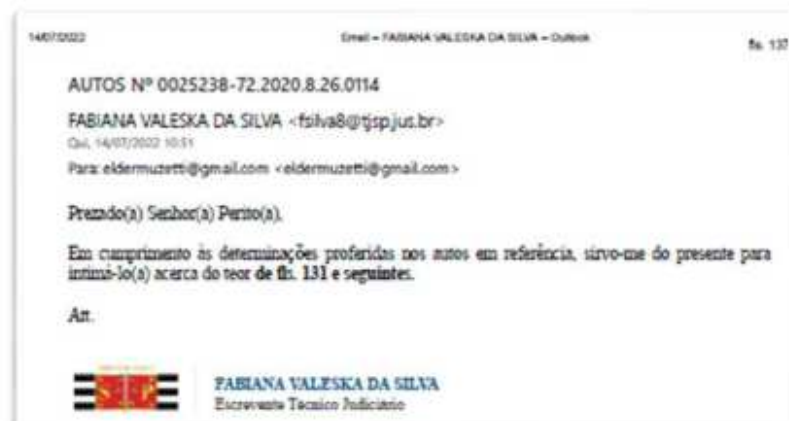 14/07/2022
Email – FABIANA VALESKA DA SILVA – Outlook
fls. 137
AUTOS Nº 0025238-72.2020.8.26.0114
FABIANA VALESKA DA SILVA <fsilva8@tjsp.jus.br>
Qui, 14/07/2022 10:51
Para: eldermuzetti@gmail.com <eldermuzetti@gmail.com>
Prezado(a) Senhor(a) Perito(a),
Em cumprimento às determinações proferidas nos autos em referência, sirvo-me do presente para
intimá-lo(a) acerca do teor de fls. 131 e seguintes.
Att.
S P
FABIANA VALESKA DA SILVA
Escrevente Técnico Judiciário